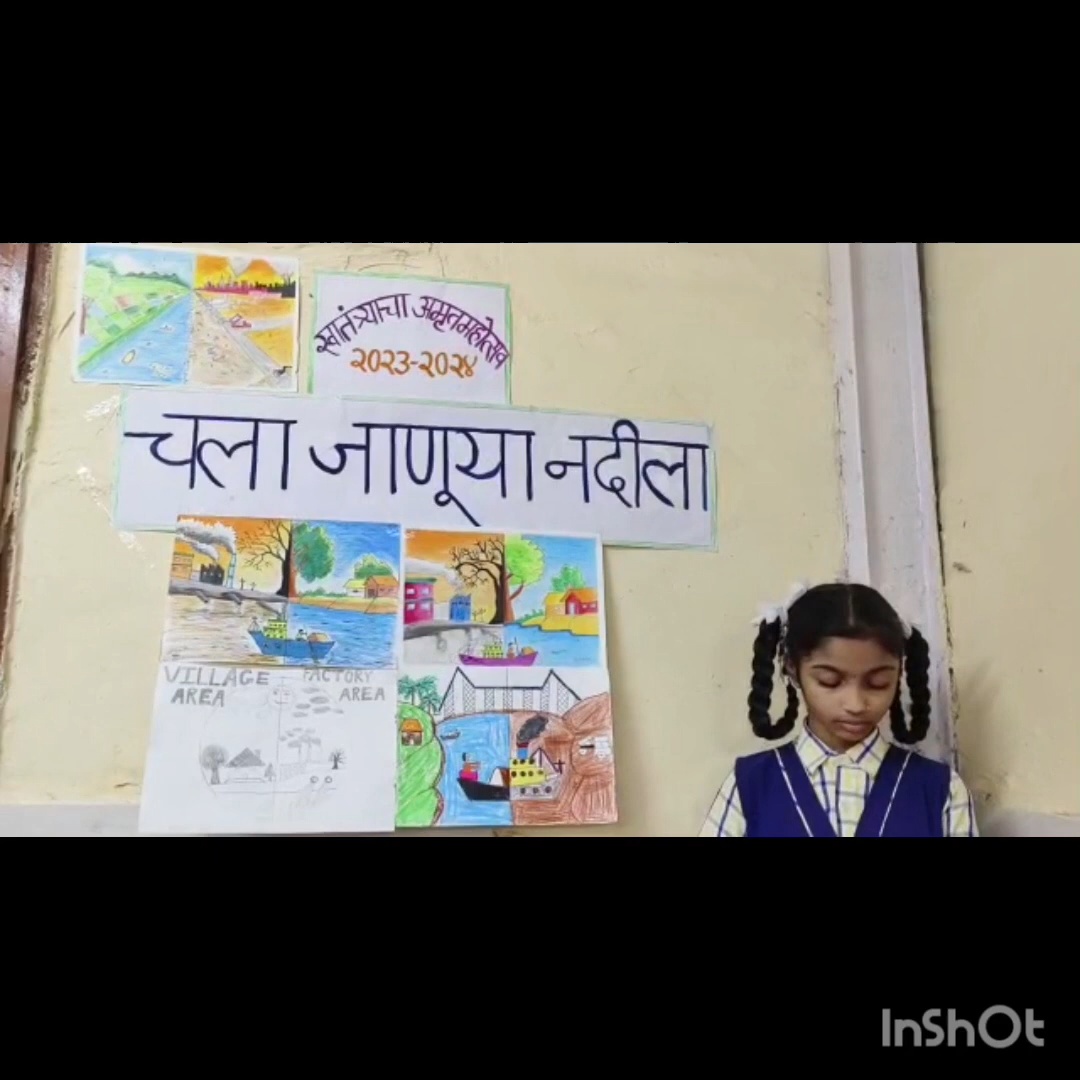 स्वातंत्र्याचा अमृतमहोत्सव
२०२३-२०२४
चला जाणूया नदीला
VILLAGE AREA
FACTORY AREA
InShOt